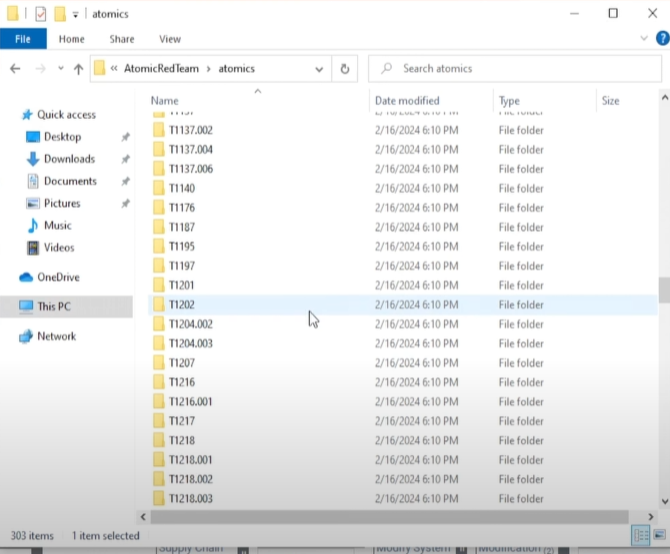 atomics
File Home Share View
« AtomicRedTeam › atomics
Search atomics
Name Date modified Type Size
Quick access
Desktop
Downloads
Documents
Pictures
Music
Videos
OneDrive
This PC
Network
T1137.002 2/16/2024 6:10 PM File folder
T1137.004 2/16/2024 6:10 PM File folder
T1137.006 2/16/2024 6:10 PM File folder
T1140 2/16/2024 6:10 PM File folder
T1176 2/16/2024 6:10 PM File folder
T1187 2/16/2024 6:10 PM File folder
T1195 2/16/2024 6:10 PM File folder
T1197 2/16/2024 6:10 PM File folder
T1201 2/16/2024 6:10 PM File folder
T1202 2/16/2024 6:10 PM File folder
T1204.002 2/16/2024 6:10 PM File folder
T1204.003 2/16/2024 6:10 PM File folder
T1207 2/16/2024 6:10 PM File folder
T1216 2/16/2024 6:10 PM File folder
T1216.001 2/16/2024 6:10 PM File folder
T1217 2/16/2024 6:10 PM File folder
T1218 2/16/2024 6:10 PM File folder
T1218.001 2/16/2024 6:10 PM File folder
T1218.002 2/16/2024 6:10 PM File folder
T1218.003 2/16/2024 6:10 PM File folder
303 items 1 item selected
Supply Chain Modify System Modification (2)